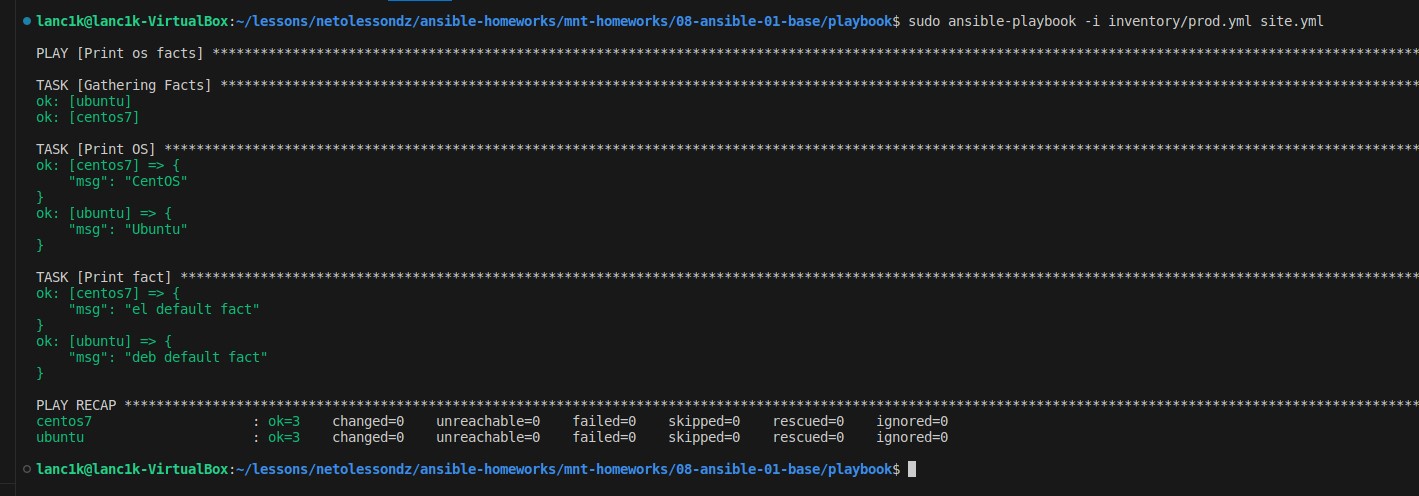 lanc1k@lanc1k-VirtualBox:~/lessons/netolessondz/ansible-homeworks/mnt-homeworks/08-ansible-01-base/playbook$ sudo ansible-playbook -i inventory/prod.yml site.yml
PLAY [Print os facts] ******************************************************************************************************************************************************
TASK [Gathering Facts] *****************************************************************************************************************************************************
ok: [ubuntu]
ok: [centos7]
TASK [Print OS] ************************************************************************************************************************************************************
ok: [centos7] => {
    "msg": "CentOS"
}
ok: [ubuntu] => {
    "msg": "Ubuntu"
}
TASK [Print fact] **********************************************************************************************************************************************************
ok: [centos7] => {
    "msg": "el default fact"
}
ok: [ubuntu] => {
    "msg": "deb default fact"
}
PLAY RECAP *****************************************************************************************************************************************************************
centos7                    : ok=3    changed=0    unreachable=0    failed=0    skipped=0    rescued=0    ignored=0
ubuntu                     : ok=3    changed=0    unreachable=0    failed=0    skipped=0    rescued=0    ignored=0
lanc1k@lanc1k-VirtualBox:~/lessons/netolessondz/ansible-homeworks/mnt-homeworks/08-ansible-01-base/playbook$